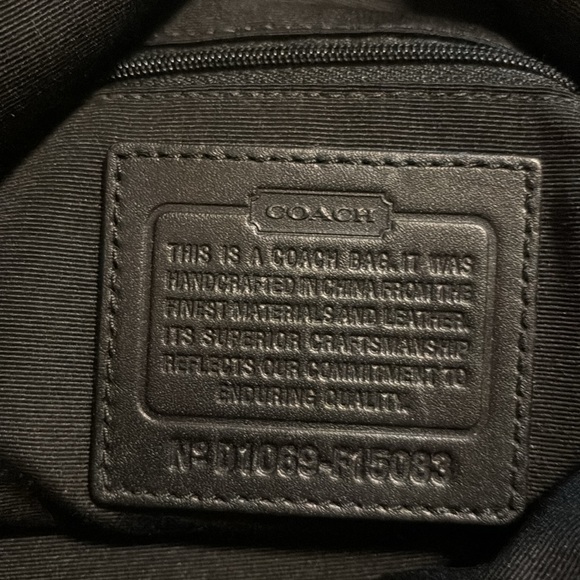 COACH
THIS IS A COACH BAG. IT WAS
HANDCRAFTED IN CHINA FROM THE
FINEST MATERIALS AND LEATHER.
ITS SUPERIOR CRAFTSMANSHIP
REFLECTS OUR COMMITMENT TO
ENDURING QUALITY.
Nº D1069-F15083